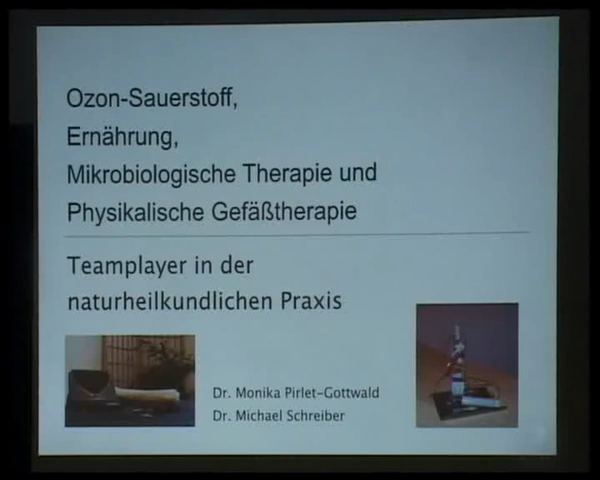 Ozon-Sauerstoff,
Ernährung,
Mikrobiologische Therapie und
Physikalische Gefäßtherapie
Teamplayer in der
naturheilkundlichen Praxis
Dr. Monika Pirlet-Gottwald
Dr. Michael Schreiber